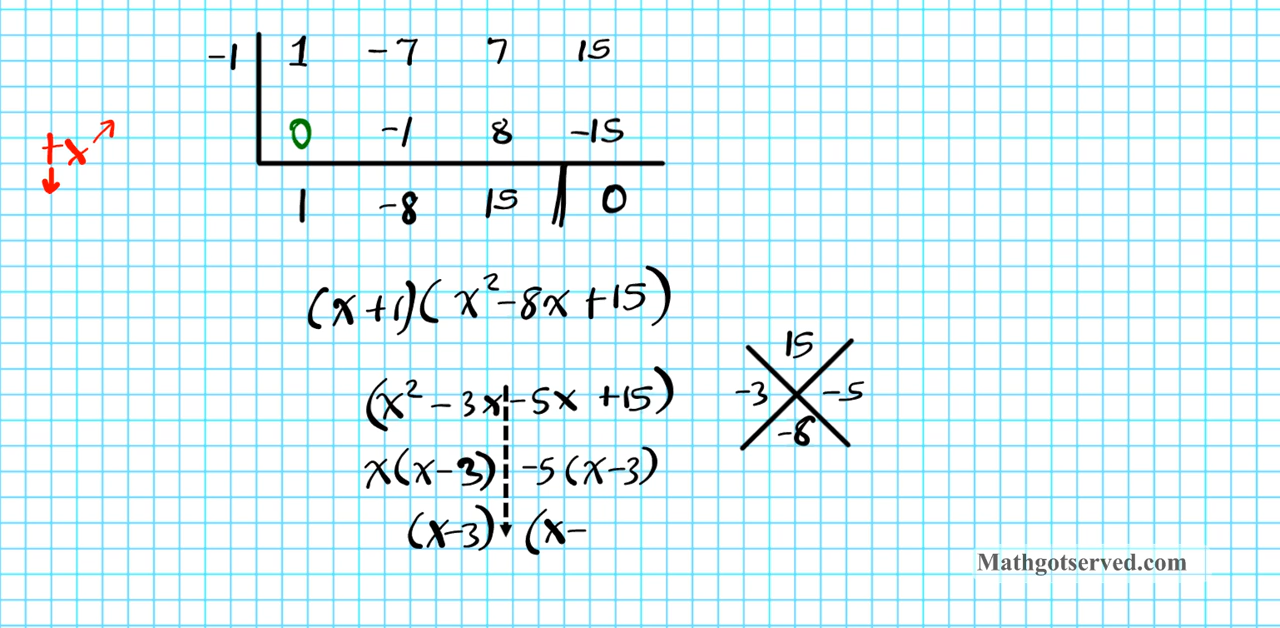 -1 | 1 -7 7 15
+x
0 -1 8 -15
1 -8 15 | 0
(x+1)(x²-8x+15)
(x²-3x-5x+15)
x(x-3) -5(x-3)
(x-3) (x-
15
-3 -5
-8
Mathgotserved.com